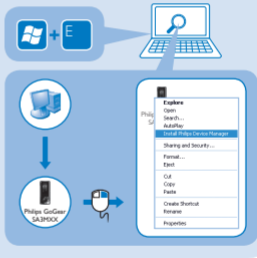 E
Philips GoGear
SA3MXX
Explore
Open
Search...
AutoPlay
Install Philips Device Manager
Sharing and Security...
Format...
Eject
Cut
Copy
Paste
Create Shortcut
Rename
Properties